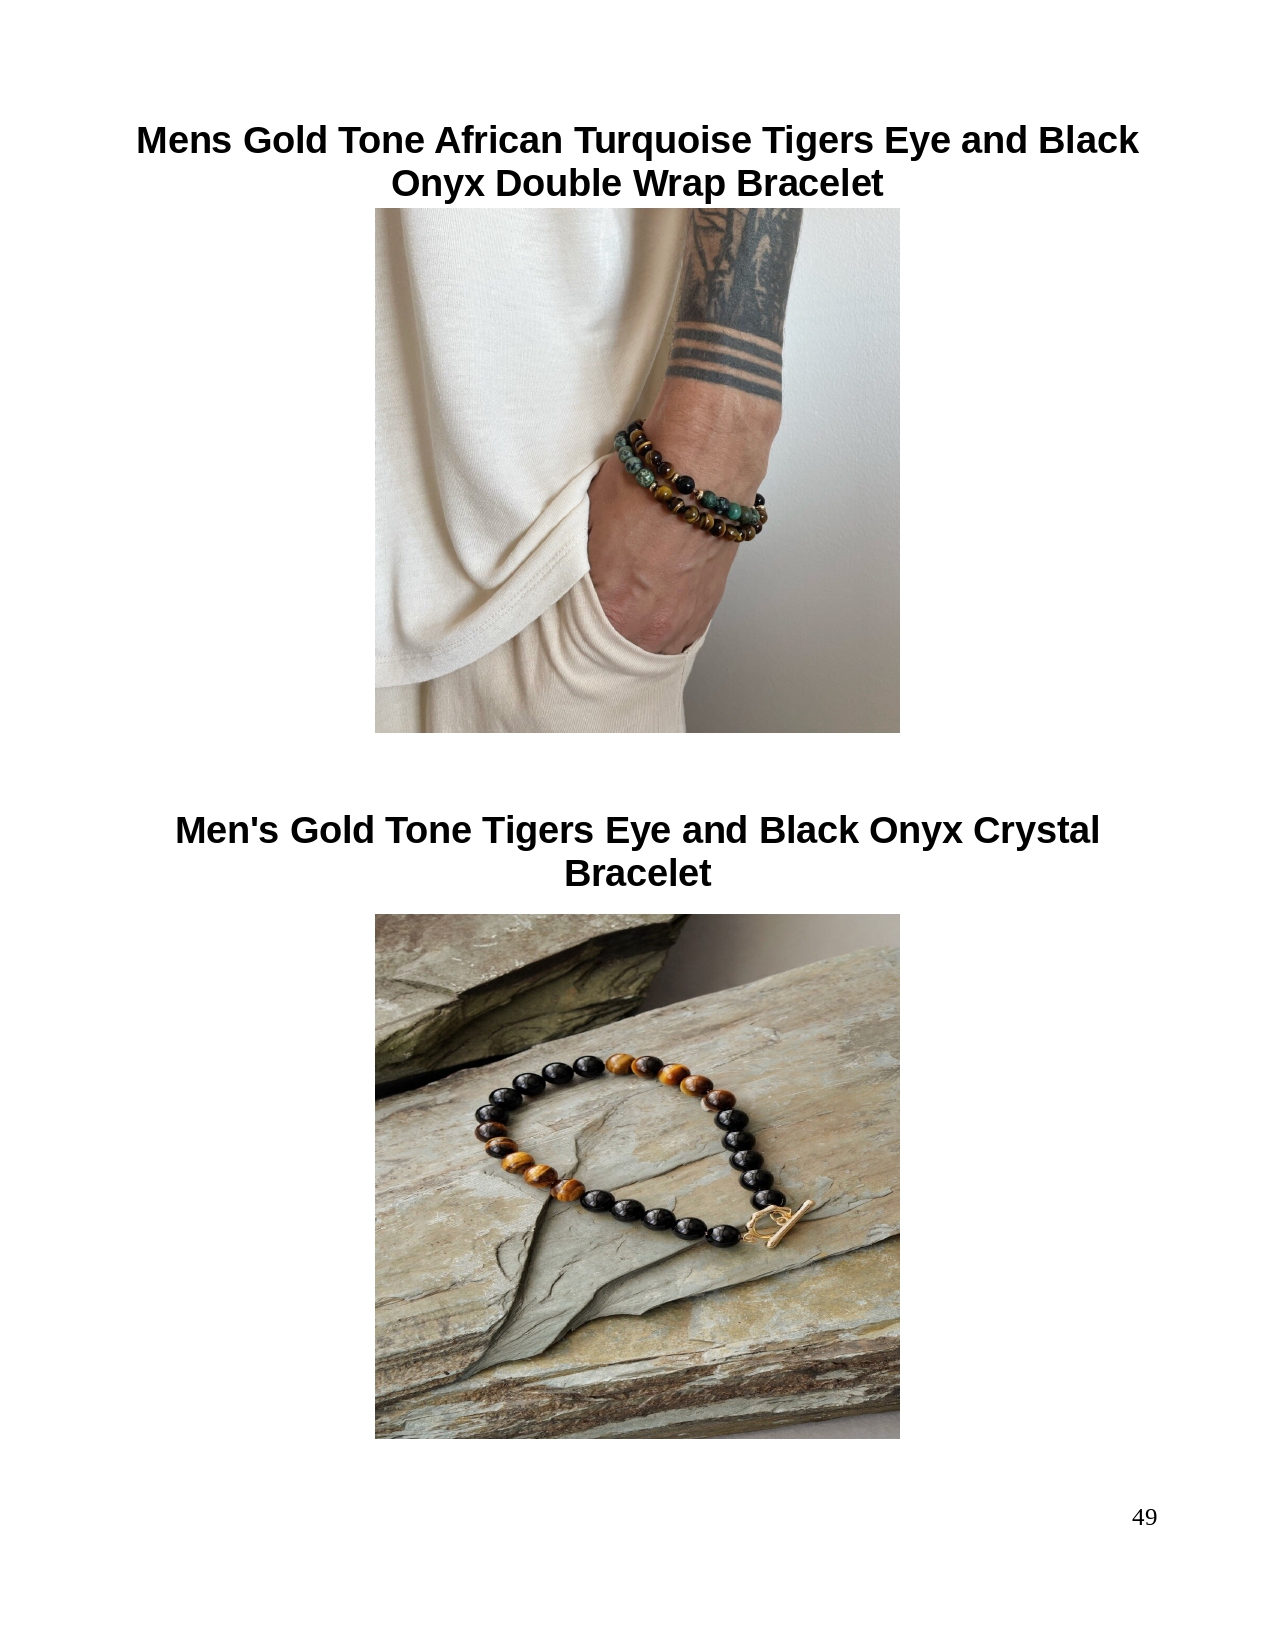 Mens Gold Tone African Turquoise Tigers Eye and Black
Onyx Double Wrap Bracelet
Men's Gold Tone Tigers Eye and Black Onyx Crystal
Bracelet
49